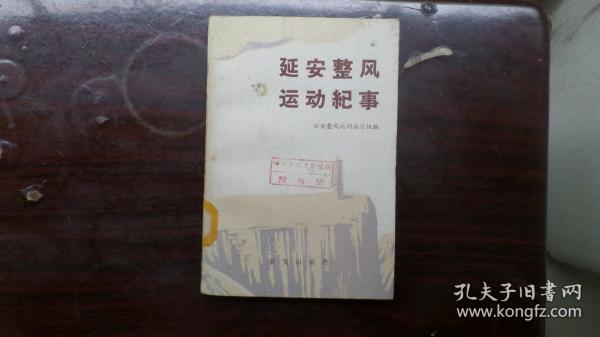 延安整风
运动紀事
延安整风运动编写组编
求实出版社
孔夫子旧书网
www.kongfz.com